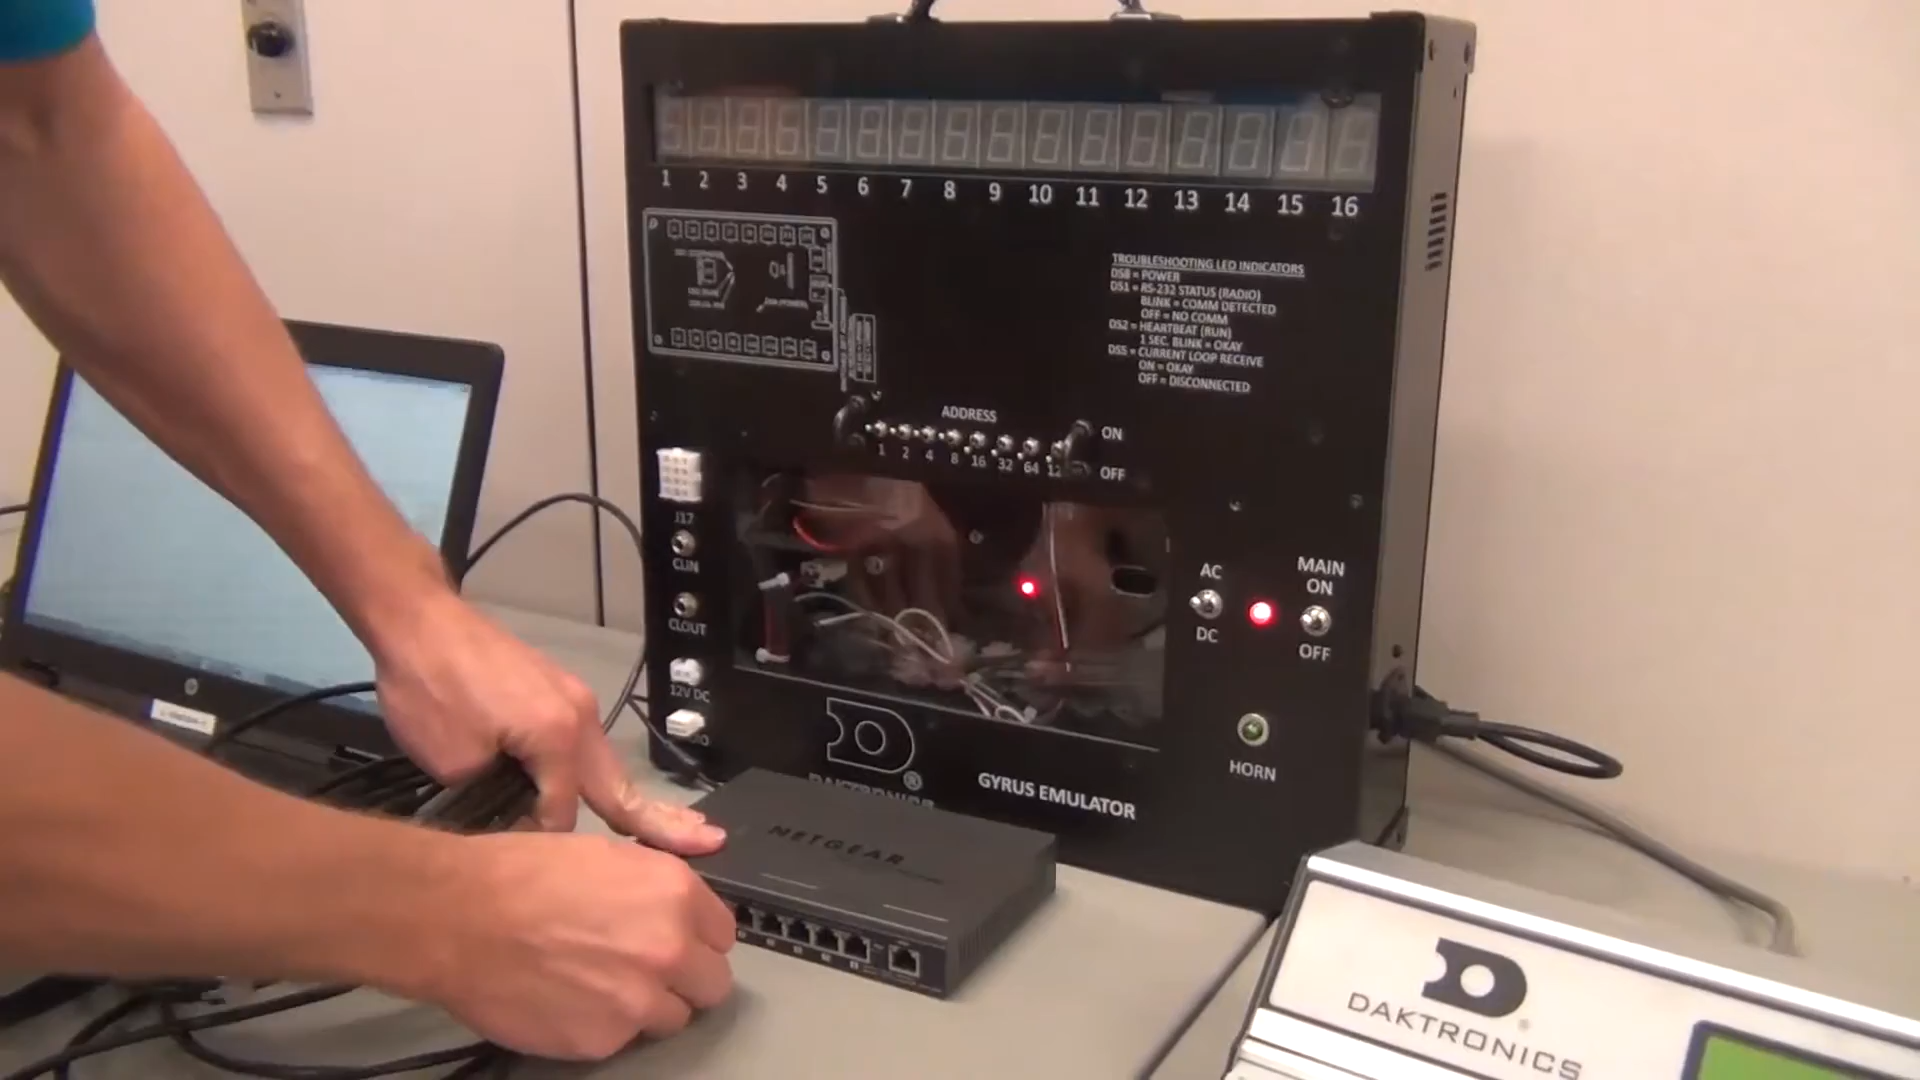 1 2 3 4 5 6 7 8 9 10 11 12 13 14 15 16
TROUBLESHOOTING LED INDICATORS
DS8 = POWER
DS1 = RS-232 STATUS (RADIO)
BLINK = COMM DETECTED
OFF = NO COMM
DS2 = HEARTBEAT (RUN)
1 SEC. BLINK = OKAY
DS5 = CURRENT LOOP RECEIVE
ON = OKAY
OFF = DISCONNECTED
ADDRESS
ON
1 2 4 8 16 32 64 12
OFF
J17
CLIN
CLOUT
12V DC
AC
DC
MAIN
ON
OFF
HORN
DAKTRONICS
GYRUS EMULATOR
NETGEAR
DAKTRONICS